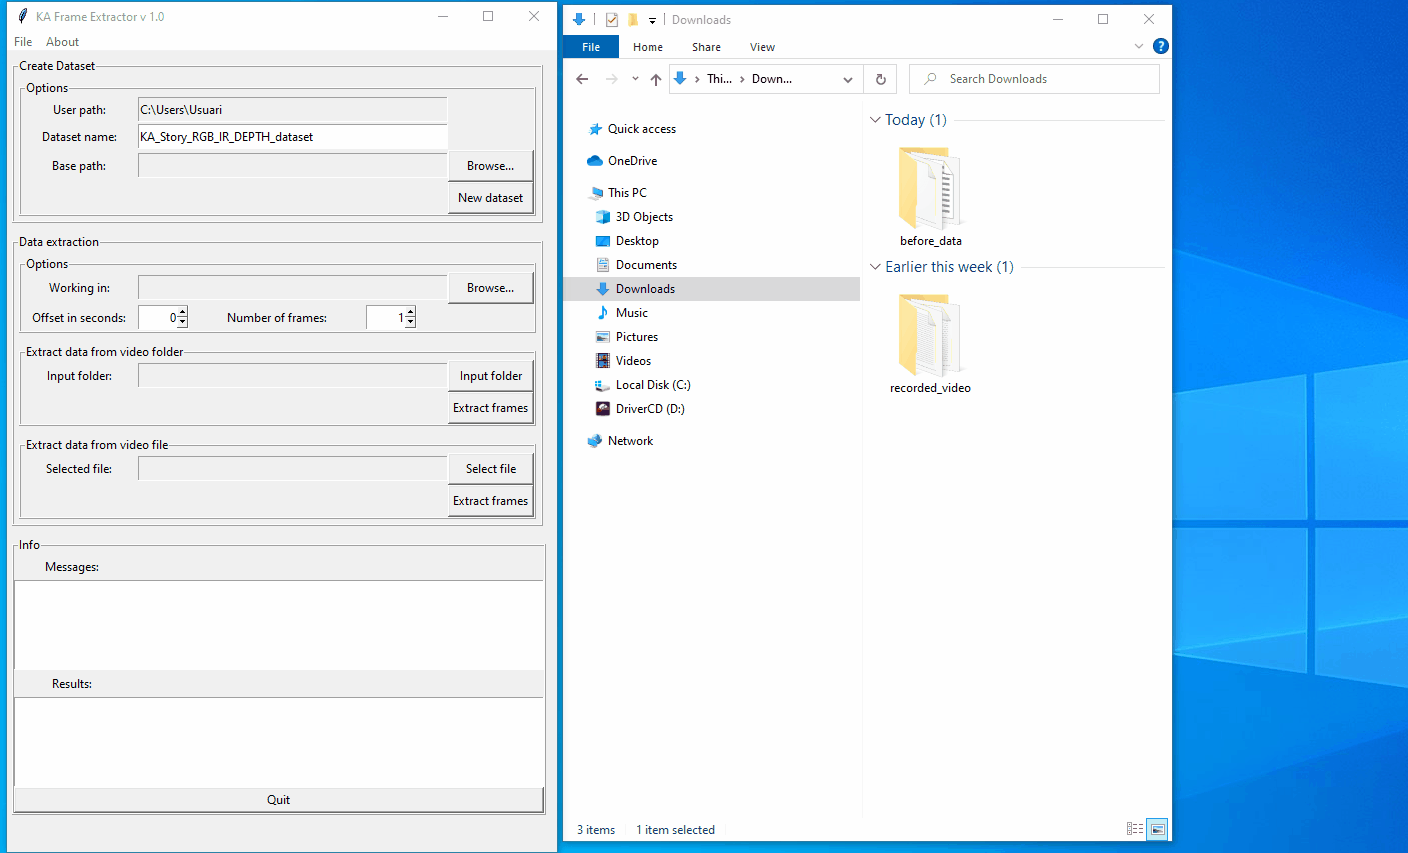 KA Frame Extractor v 1.0
File About
Create Dataset
Options
User path: C:\Users\Usuari
Dataset name: KA_Story_RGB_IR_DEPTH_dataset
Base path: Browse...
New dataset
Data extraction
Options
Working in: Browse...
Offset in seconds: 0 Number of frames: 1
Extract data from video folder
Input folder: Input folder
Extract frames
Extract data from video file
Selected file: Select file
Extract frames
Info
Messages:
Results:
Quit
Downloads
File Home Share View
Thi... Down... Search Downloads
Quick access
OneDrive
This PC
3D Objects
Desktop
Documents
Downloads
Music
Pictures
Videos
Local Disk (C:)
DriverCD (D:)
Network
Today (1)
before_data
Earlier this week (1)
recorded_video
3 items 1 item selected